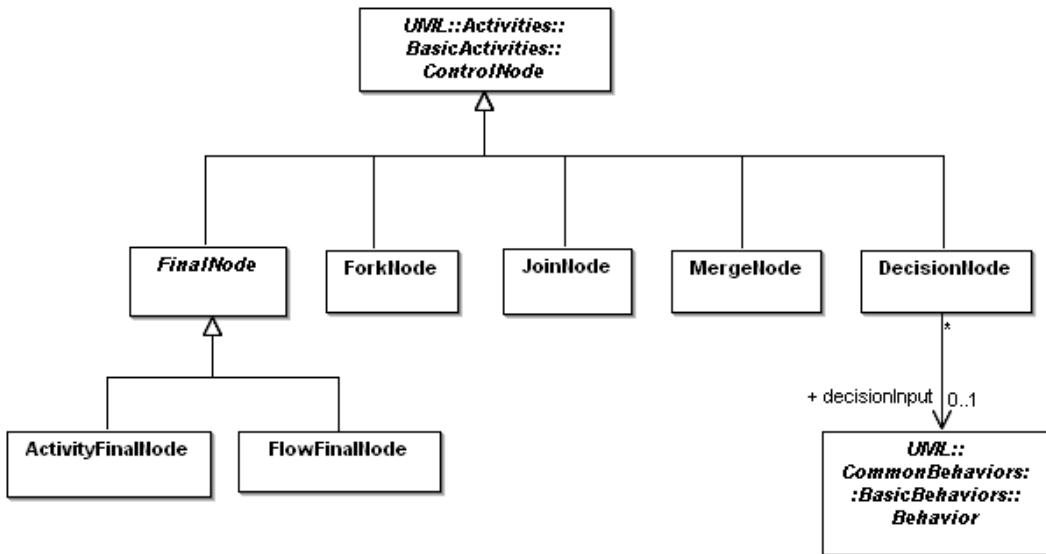 UML::Activities::
BasicActivities::
ControlNode
FinalNode
ForkNode
JoinNode
MergeNode
DecisionNode
*
+ decisionInput
0..1
ActivityFinalNode
FlowFinalNode
UML::
CommonBehaviors:
:BasicBehaviors::
Behavior